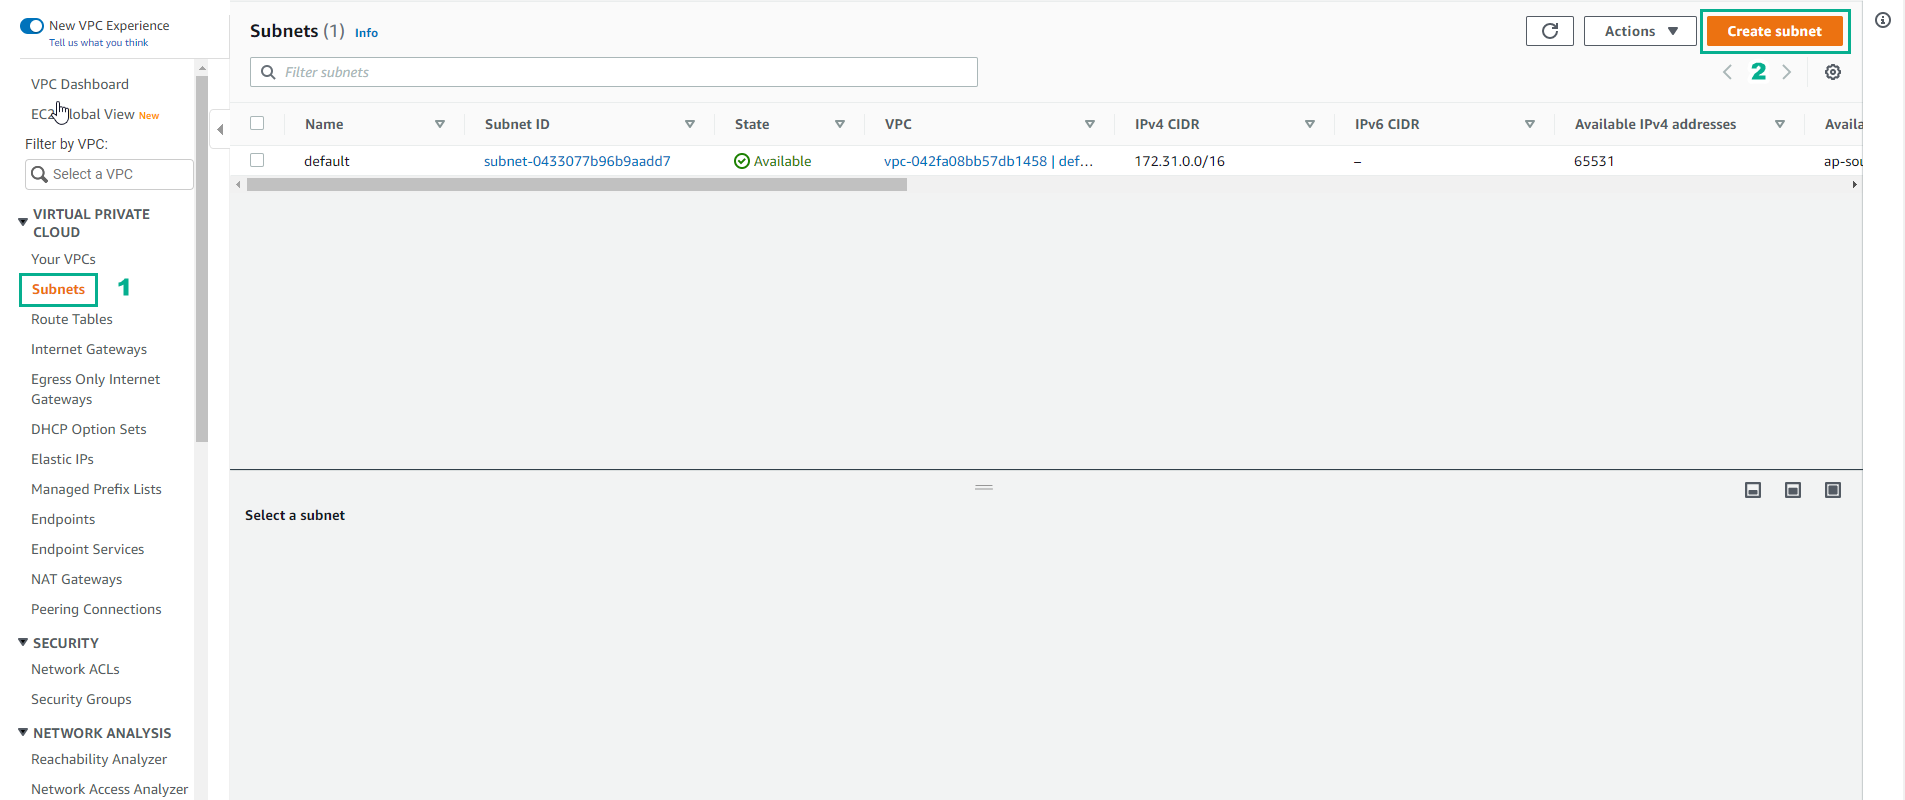 New VPC Experience
Tell us what you think
VPC Dashboard
EC2 Global View New
Filter by VPC:
Select a VPC
VIRTUAL PRIVATE
CLOUD
Your VPCs
Subnets 1
Route Tables
Internet Gateways
Egress Only Internet
Gateways
DHCP Option Sets
Elastic IPs
Managed Prefix Lists
Endpoints
Endpoint Services
NAT Gateways
Peering Connections
SECURITY
Network ACLs
Security Groups
NETWORK ANALYSIS
Reachability Analyzer
Network Access Analyzer
Subnets (1) Info
Actions
Create subnet
Filter subnets
2
Name Subnet ID State VPC IPv4 CIDR IPv6 CIDR Available IPv4 addresses Availa
default subnet-0433077b96b9aadd7 Available vpc-042fa08bb57db1458 | def... 172.31.0.0/16 – 65531 ap-sou
Select a subnet